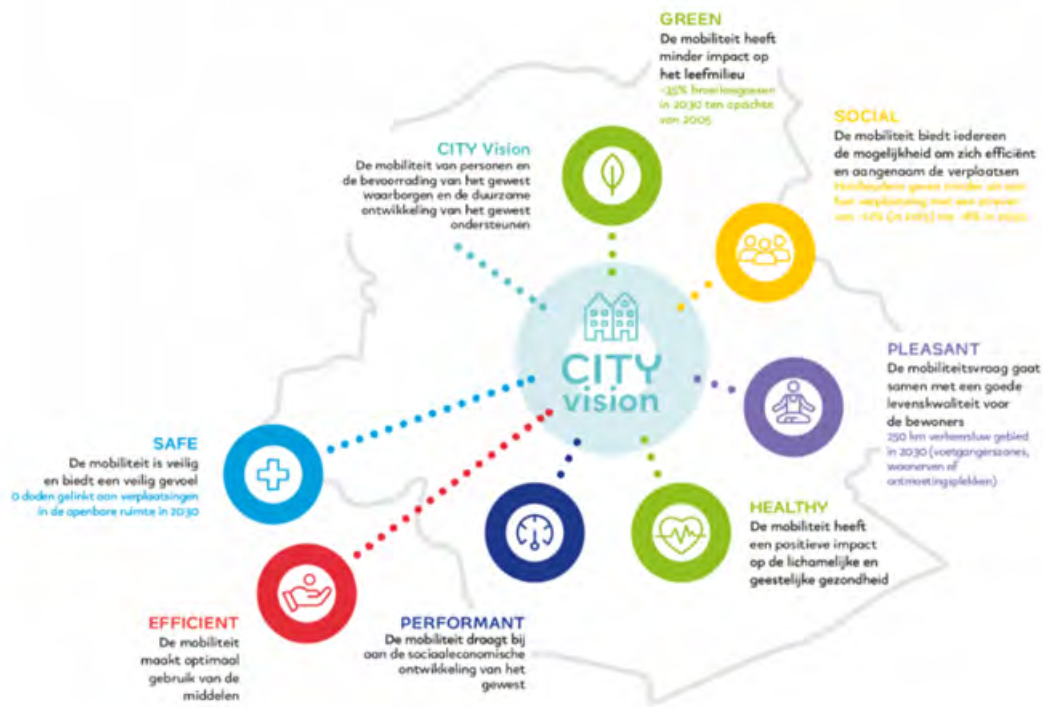 GREEN
De mobiliteit heeft
minder impact op
het leefmilieu
-35% broeikasgassen
in 2030 ten opzichte
van 2005
SOCIAL
De mobiliteit biedt iedereen
de mogelijkheid om zich efficiënt
en aangenaam de verplaatsen
CITY Vision
De mobiliteit van personen en
de bevoorrading van het gewest
waarborgen en de duurzame
ontwikkeling van het gewest
ondersteunen
CITY
vision
PLEASANT
De mobiliteitsvraag gaat
samen met een goede
levenskwaliteit voor
de bewoners
250 km verkeersluw gebied
in 2030 (voetgangerszones,
woonerven of
ontmoetingsplekken)
SAFE
De mobiliteit is veilig
en biedt een veilig gevoel
0 doden gelinkt aan verplaatsingen
in de openbare ruimte in 2030
HEALTHY
De mobiliteit heeft
een positieve impact
op de lichamelijke en
geestelijke gezondheid
EFFICIENT
De mobiliteit
maakt optimaal
gebruik van de
middelen
PERFORMANT
De mobiliteit draagt bij
aan de sociaaleconomische
ontwikkeling van het
gewest